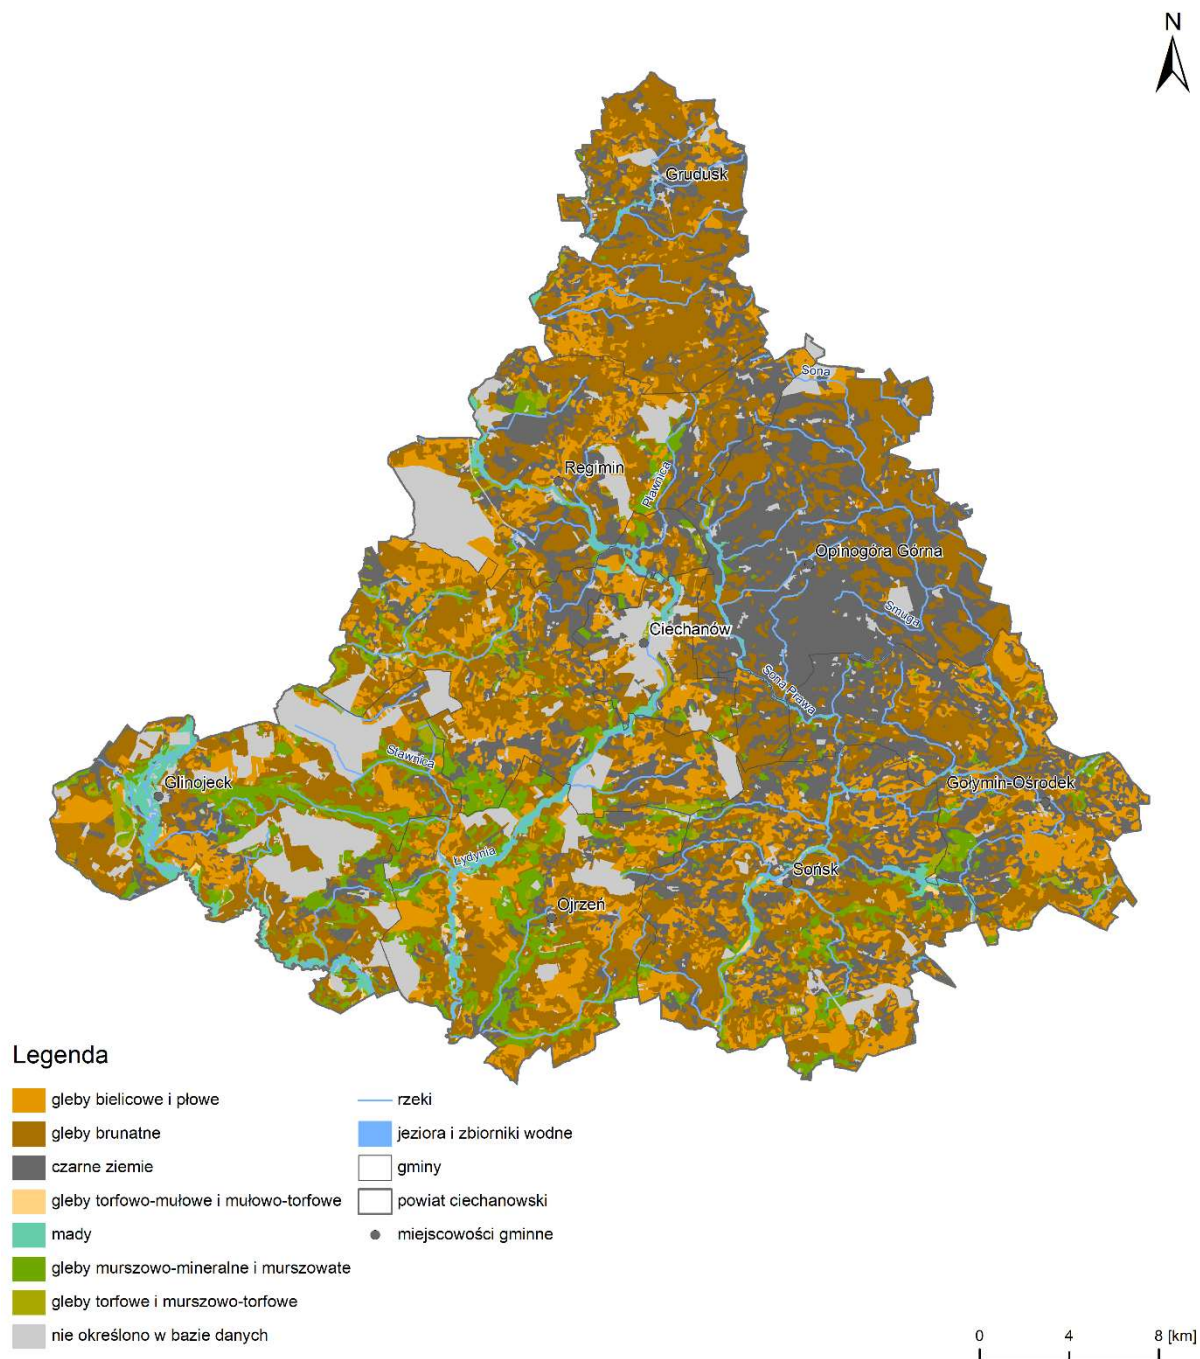 N
Grudusk
Sona
Regimin
Pławnica
Opinogóra Górna
Smuga
Ciechanów
Sona Prawa
Stawnica
Glinojeck
Gołymin-Ośrodek
Łydynia
Sońsk
Ojrzeń
Legenda
gleby bielicowe i płowe
gleby brunatne
czarne ziemie
gleby torfowo-mułowe i mułowo-torfowe
mady
gleby murszowo-mineralne i murszowate
gleby torfowe i murszowo-torfowe
nie określono w bazie danych
rzeki
jeziora i zbiorniki wodne
gminy
powiat ciechanowski
miejscowości gminne
0 4 8 [km]